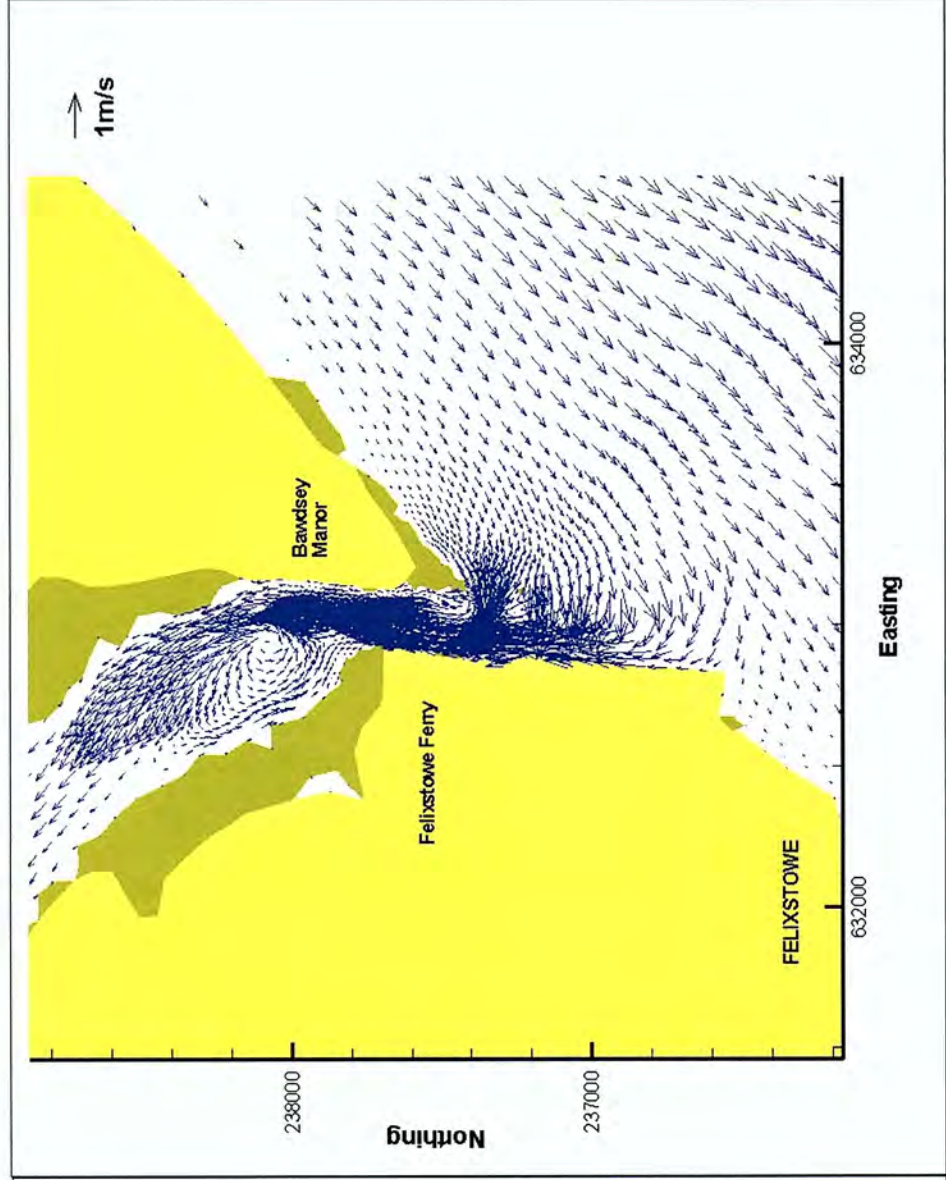 1m/s
Bawdsey
Manor
Felixstowe Ferry
FELIXSTOWE
238000
237000
Northing
632000
634000
Easting